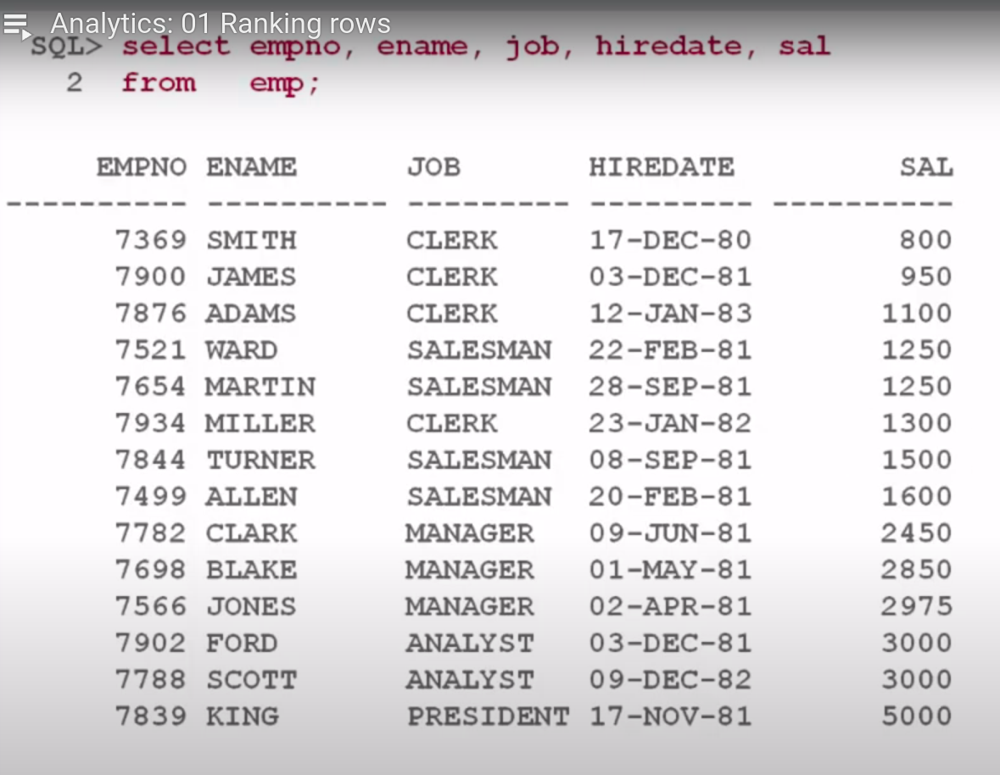 Analytics: 01 Ranking rows
SQL> select empno, ename, job, hiredate, sal
2 from emp;
EMPNO ENAME JOB HIREDATE SAL
---------- ---------- --------- --------- ----------
7369 SMITH CLERK 17-DEC-80 800
7900 JAMES CLERK 03-DEC-81 950
7876 ADAMS CLERK 12-JAN-83 1100
7521 WARD SALESMAN 22-FEB-81 1250
7654 MARTIN SALESMAN 28-SEP-81 1250
7934 MILLER CLERK 23-JAN-82 1300
7844 TURNER SALESMAN 08-SEP-81 1500
7499 ALLEN SALESMAN 20-FEB-81 1600
7782 CLARK MANAGER 09-JUN-81 2450
7698 BLAKE MANAGER 01-MAY-81 2850
7566 JONES MANAGER 02-APR-81 2975
7902 FORD ANALYST 03-DEC-81 3000
7788 SCOTT ANALYST 09-DEC-82 3000
7839 KING PRESIDENT 17-NOV-81 5000